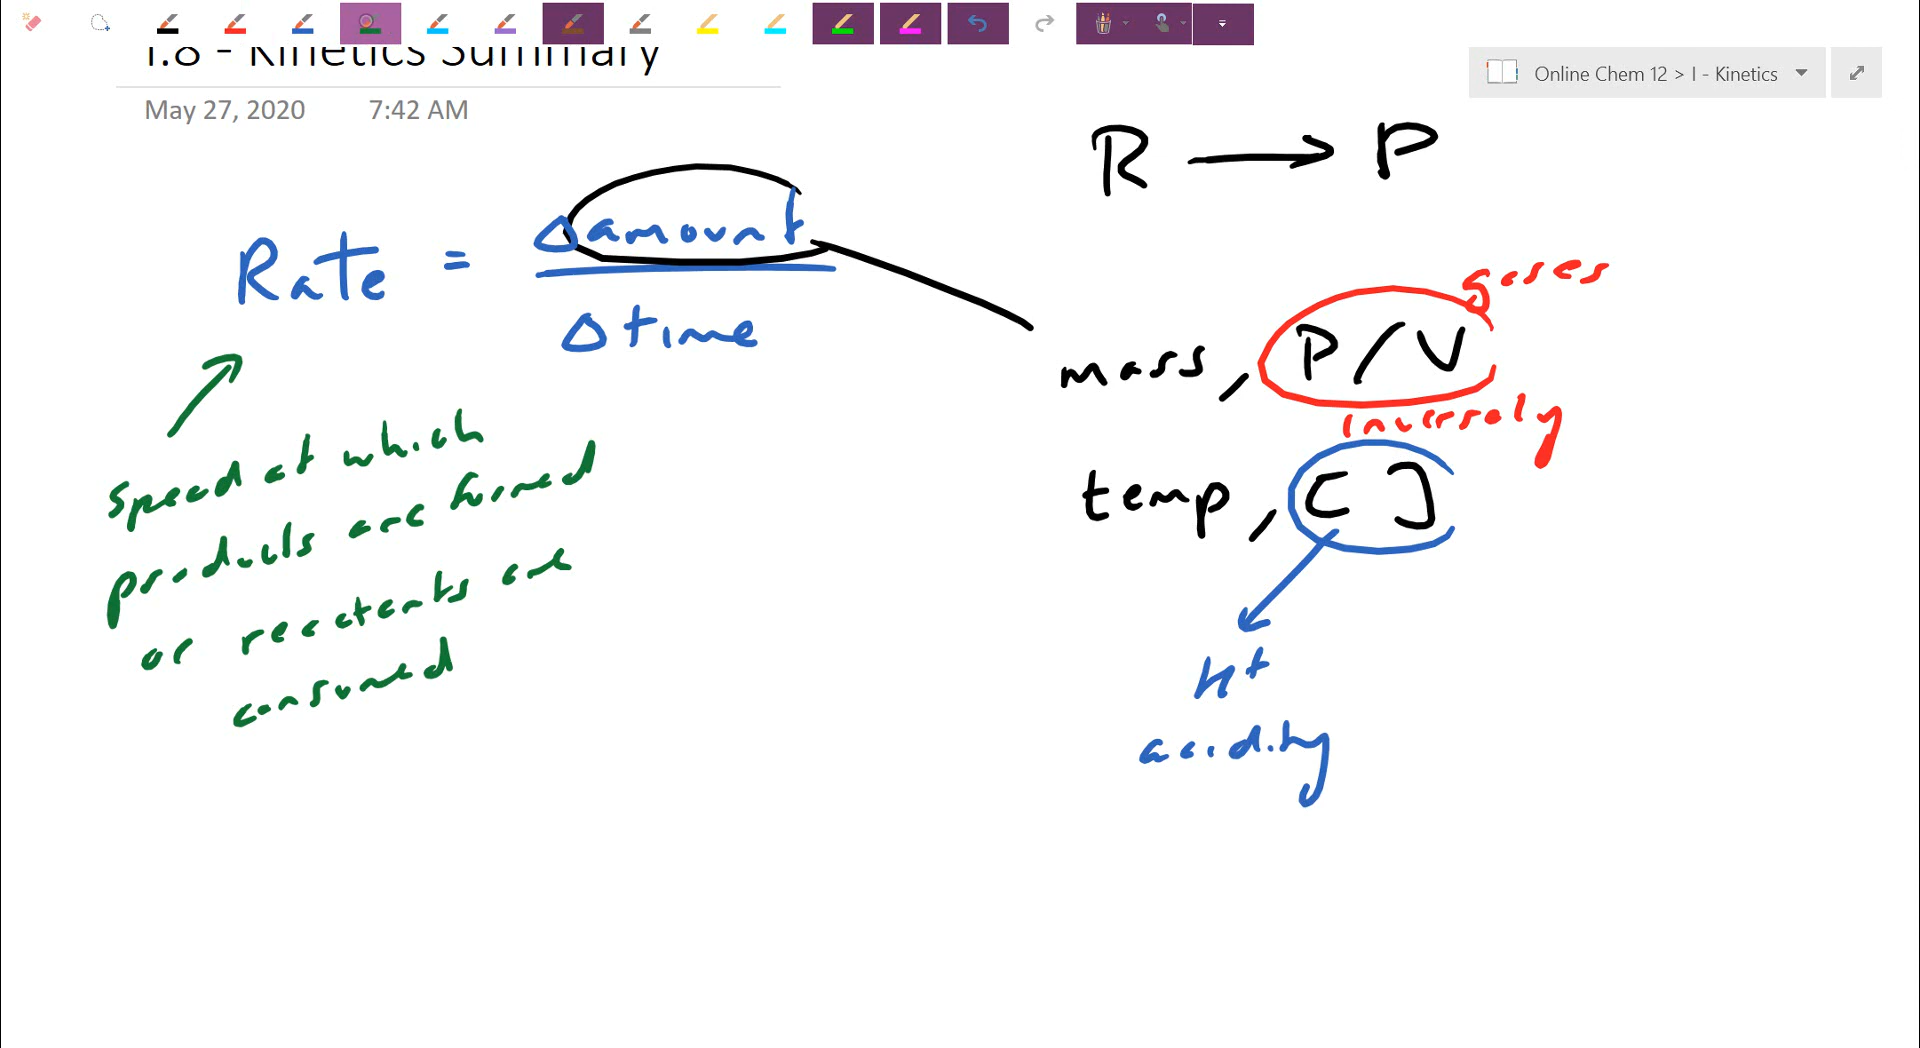 I.8 - Kinetics Summary
Online Chem 12 > I - Kinetics
May 27, 2020 7:42 AM
R → P
Rate = Δamount / Δtime
gases
mass, P/V
inversely
temp, [ ]
speed at which
products are formed
or reactants are
consumed
H+
acidity